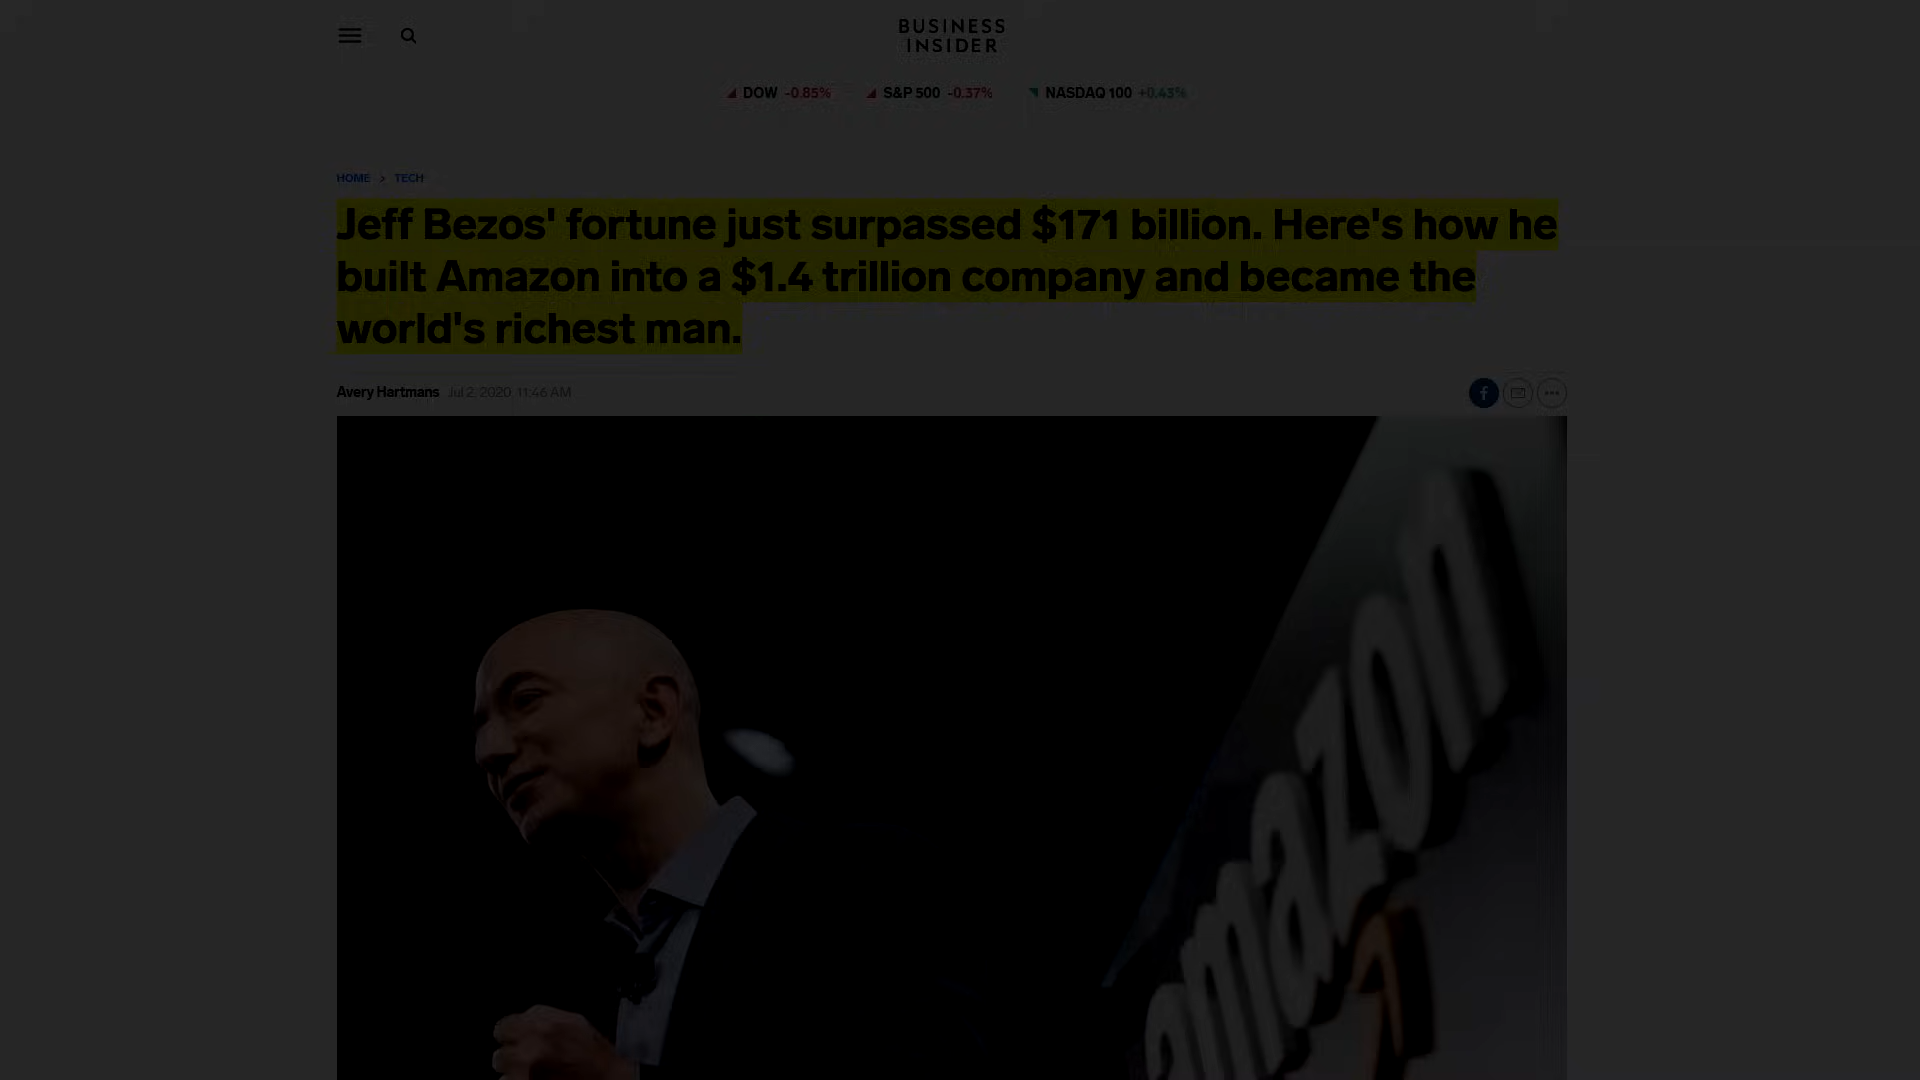 BUSINESS
INSIDER
DOW -0.85% S&P 500 -0.37% NASDAQ 100 +0.43%
HOME > TECH
Jeff Bezos' fortune just surpassed $171 billion. Here's how he
built Amazon into a $1.4 trillion company and became the
world's richest man.
Avery Hartmans Jul 2, 2020, 11:46 AM
f
amazon